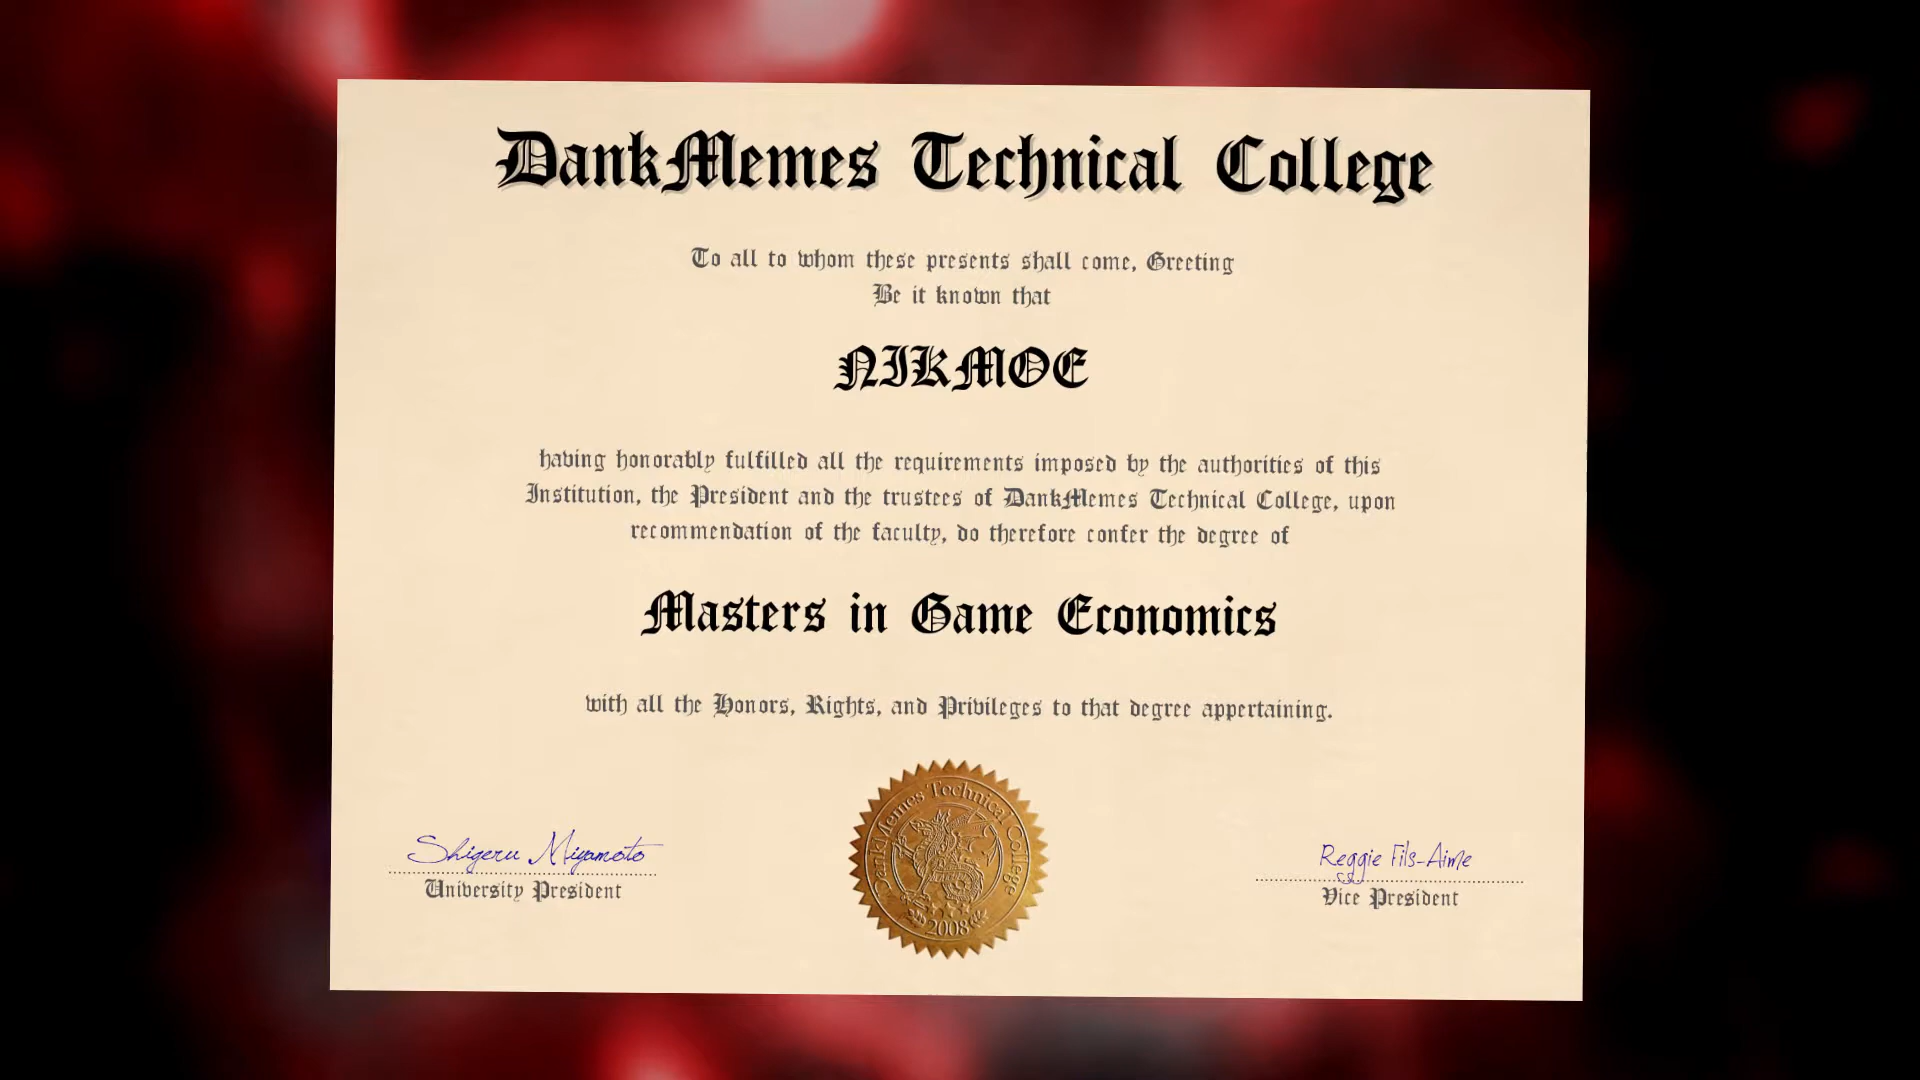 DankMemes Technical College
To all to whom these presents shall come, Greeting
Be it known that
NIKMOE
having honorably fulfilled all the requirements imposed by the authorities of this
Institution, the President and the trustees of DankMemes Technical College, upon
recommendation of the faculty, do therefore confer the degree of
Masters in Game Economics
with all the Honors, Rights, and Privileges to that degree appertaining.
DankMemes Technical College
2008
Shigeru Miyamoto
University President
Reggie Fils-Aime
Vice President